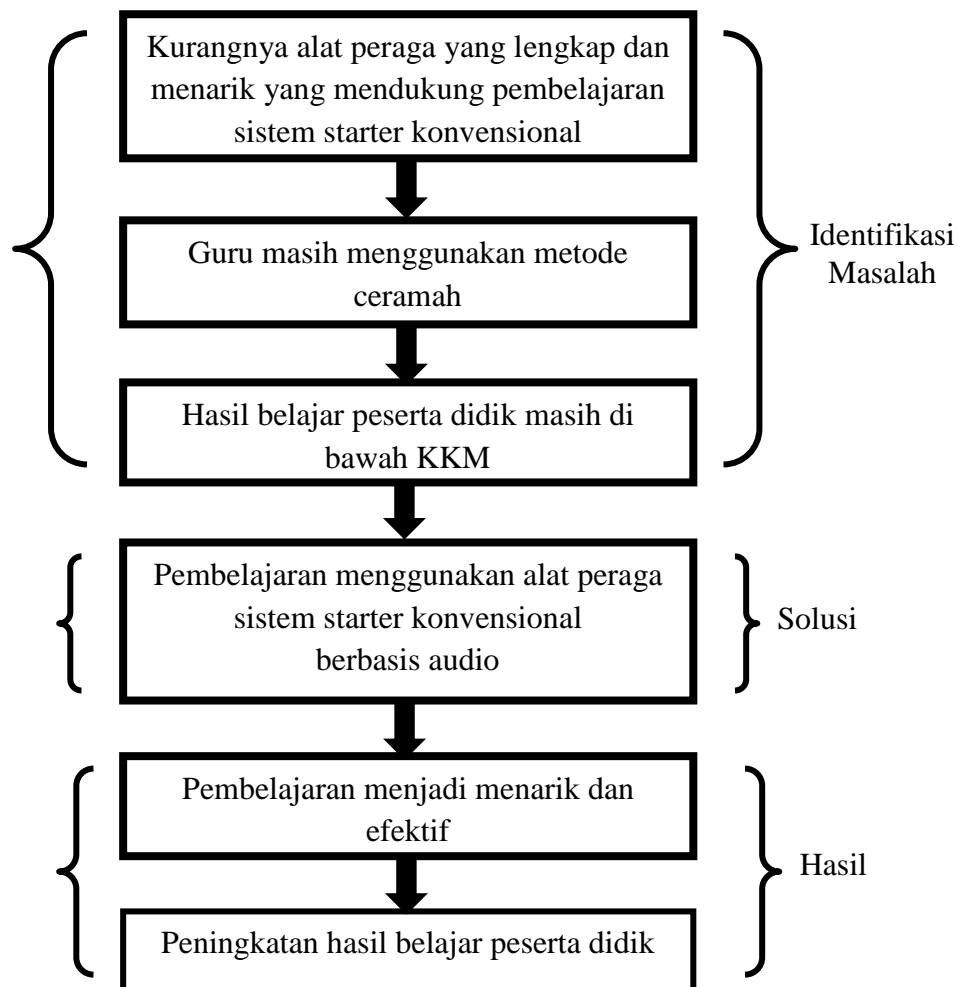 Kurangnya alat peraga yang lengkap dan
menarik yang mendukung pembelajaran
sistem starter konvensional
Guru masih menggunakan metode
ceramah
Identifikasi
Masalah
Hasil belajar peserta didik masih di
bawah KKM
Pembelajaran menggunakan alat peraga
sistem starter konvensional
berbasis audio
Solusi
Pembelajaran menjadi menarik dan
efektif
Hasil
Peningkatan hasil belajar peserta didik